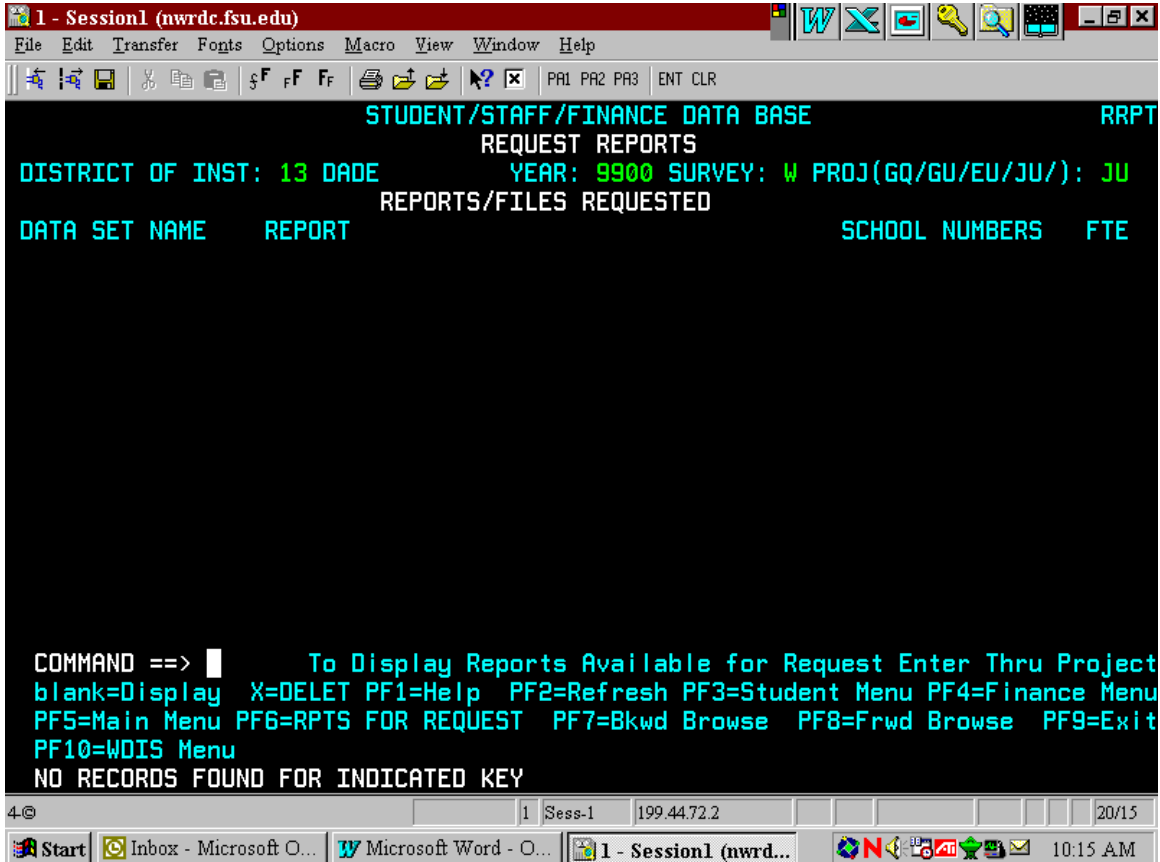 1 - Session1 (nwrdc.fsu.edu)
File Edit Transfer Fonts Options Macro View Window Help
PA1 PA2 PA3 ENT CLR
STUDENT/STAFF/FINANCE DATA BASE RRPT
REQUEST REPORTS
DISTRICT OF INST: 13 DADE YEAR: 9900 SURVEY: W PROJ(GQ/GU/EU/JU/): JU
REPORTS/FILES REQUESTED
DATA SET NAME REPORT SCHOOL NUMBERS FTE
COMMAND ==> To Display Reports Available for Request Enter Thru Project
blank=Display X=DELET PF1=Help PF2=Refresh PF3=Student Menu PF4=Finance Menu
PF5=Main Menu PF6=RPTS FOR REQUEST PF7=Bkwd Browse PF8=Frwd Browse PF9=Exit
PF10=WDIS Menu
NO RECORDS FOUND FOR INDICATED KEY
4-© 1 Sess-1 199.44.72.2 20/15
Start Inbox - Microsoft O... Microsoft Word - O... 1 - Session1 (nwrd... 10:15 AM